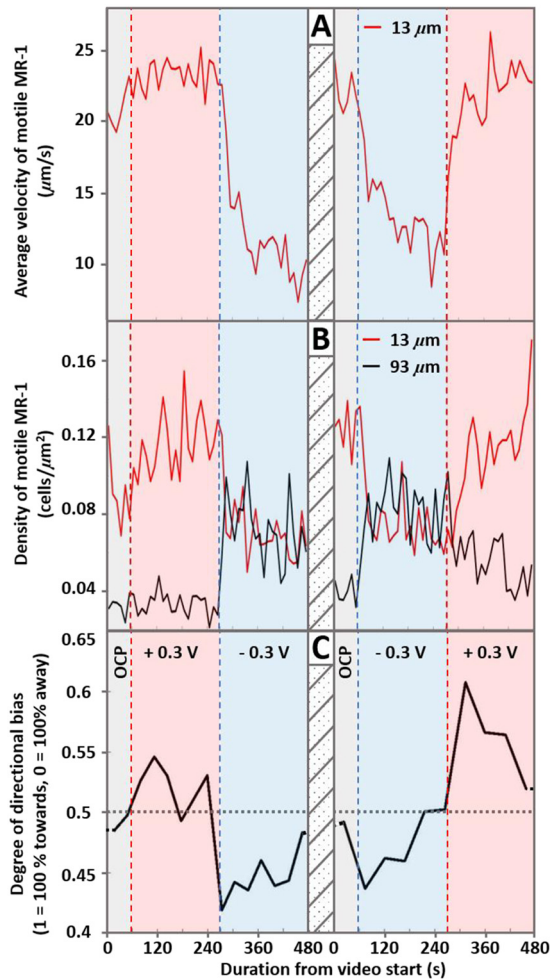 A
13 μm
25
20
15
10
Average velocity of motile MR-1
(μm/s)
B
13 μm
93 μm
0.16
0.12
0.08
0.04
Density of motile MR-1
(cells/μm²)
C
OCP
+ 0.3 V
- 0.3 V
OCP
- 0.3 V
+ 0.3 V
0.65
0.6
0.55
0.5
0.45
0.4
Degree of directional bias
(1 = 100 % towards, 0 = 100% away)
0 120 240 360 480 0 120 240 360 480
Duration from video start (s)